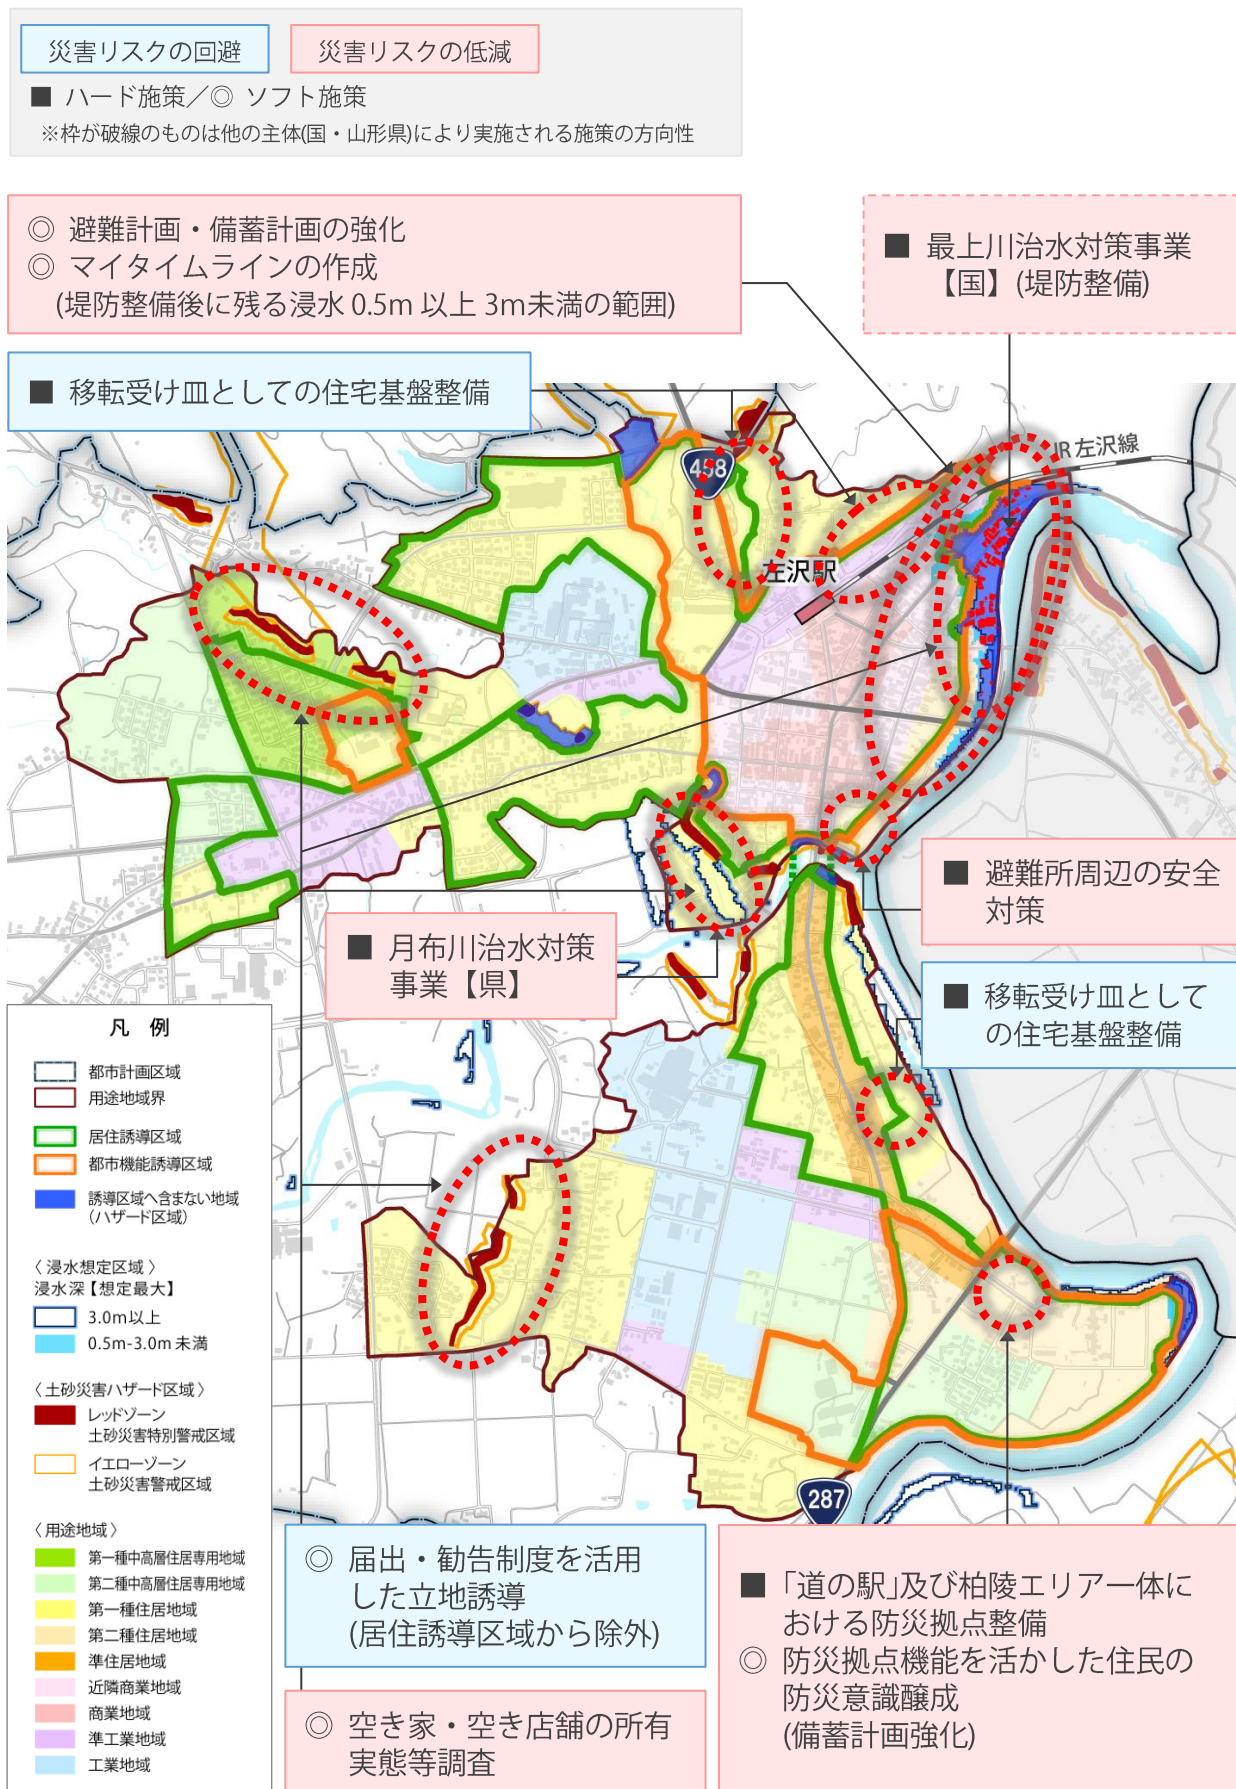 災害リスクの回避
災害リスクの低減
■ ハード施策／◎ ソフト施策
※枠が破線のものは他の主体(国・山形県)により実施される施策の方向性
◎ 避難計画・備蓄計画の強化
◎ マイタイムラインの作成
(堤防整備後に残る浸水 0.5m 以上 3m未満の範囲)
■ 最上川治水対策事業
【国】(堤防整備)
■ 移転受け皿としての住宅基盤整備
458
JR 左沢線
左沢駅
■ 避難所周辺の安全
対策
■ 月布川治水対策
事業【県】
■ 移転受け皿として
の住宅基盤整備
凡　例
都市計画区域
用途地域界
居住誘導区域
都市機能誘導区域
誘導区域へ含まない地域
（ハザード区域）
〈 浸水想定区域 〉
浸水深【想定最大】
3.0m以上
0.5m-3.0m 未満
〈 土砂災害ハザード区域 〉
レッドゾーン
土砂災害特別警戒区域
イエローゾーン
土砂災害警戒区域
〈 用途地域 〉
第一種中高層住居専用地域
第二種中高層住居専用地域
第一種住居地域
第二種住居地域
準住居地域
近隣商業地域
商業地域
準工業地域
工業地域
287
◎ 届出・勧告制度を活用
した立地誘導
(居住誘導区域から除外)
◎ 空き家・空き店舗の所有
実態等調査
■ 「道の駅」及び柏陵エリア一体に
おける防災拠点整備
◎ 防災拠点機能を活かした住民の
防災意識醸成
(備蓄計画強化)